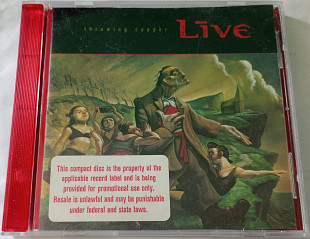 throwing copper
LĪVE
This compact disc is the property of the
applicable record label and is being
provided for promotional use only.
Resale is unlawful and may be punishable
under federal and state laws.